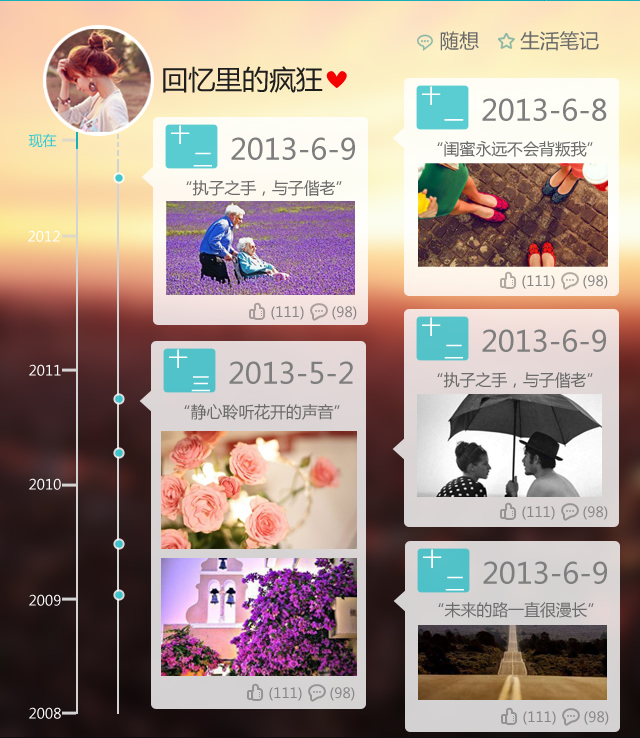 随想 生活笔记
回忆里的疯狂
现在
2012
2011
2010
2009
2008
十二
2013-6-9
“执子之手，与子偕老”
(111) (98)
十三
2013-5-2
“静心聆听花开的声音”
(111) (98)
十一
2013-6-8
“闺蜜永远不会背叛我”
(111) (98)
十二
2013-6-9
“执子之手，与子偕老”
(111) (98)
十二
2013-6-9
“未来的路一直很漫长”
(111) (98)